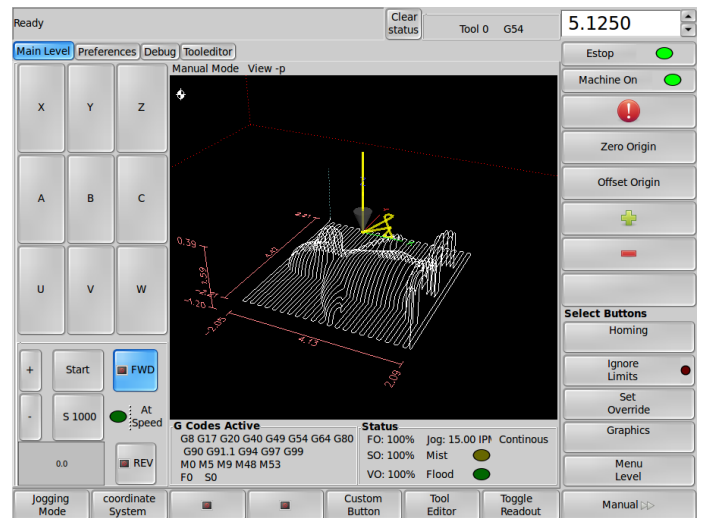 Ready
Clear
status
Tool 0 G54
5.1250
Main Level Preferences Debug Tooleditor
Estop
Machine On
Manual Mode View -p
X Y Z
Zero Origin
Offset Origin
A B C
U V W
0.39
1.59
-1.20
-2.05
4.13
2.09
Select Buttons
Homing
Ignore
Limits
Set
Override
Graphics
Menu
Level
+ Start FWD
- S 1000 At
Speed
0.0 REV
G Codes Active
G8 G17 G20 G40 G49 G54 G64 G80
G90 G91.1 G94 G97 G99
M0 M5 M9 M48 M53
F0 S0
Status
FO: 100% Jog: 15.00 IPM Continous
SO: 100% Mist
VO: 100% Flood
Jogging
Mode
coordinate
System
Custom
Button
Tool
Editor
Toggle
Readout
Manual